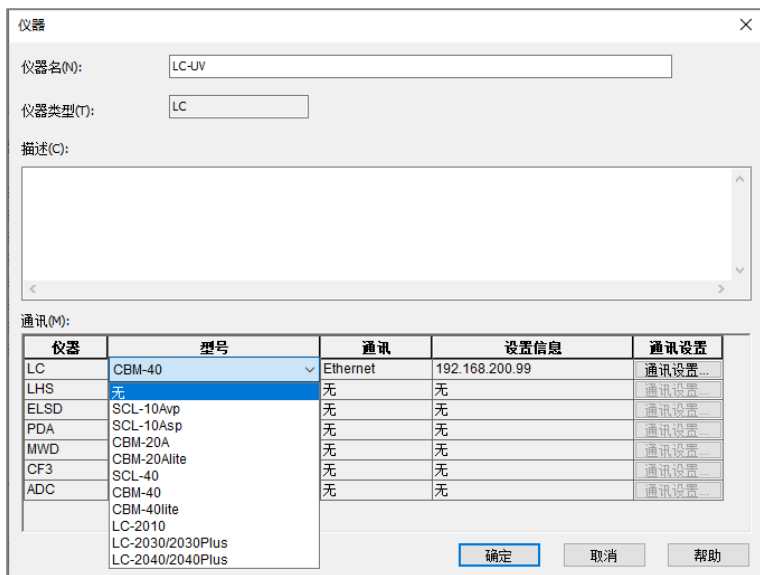 仪器
仪器名(N): LC-UV
仪器类型(T): LC
描述(C):
通讯(M):
仪器 型号 通讯 设置信息 通讯设置
LC CBM-40 Ethernet 192.168.200.99 通讯设置...
LHS 无 无 无 通讯设置...
ELSD SCL-10Avp 无 无 通讯设置...
PDA SCL-10Asp 无 无 通讯设置...
MWD CBM-20A 无 无 通讯设置...
CBM-20Alite
CF3 SCL-40 无 无 通讯设置...
ADC CBM-40 无 无 通讯设置...
CBM-40lite
LC-2010
LC-2030/2030Plus
LC-2040/2040Plus
确定 取消 帮助